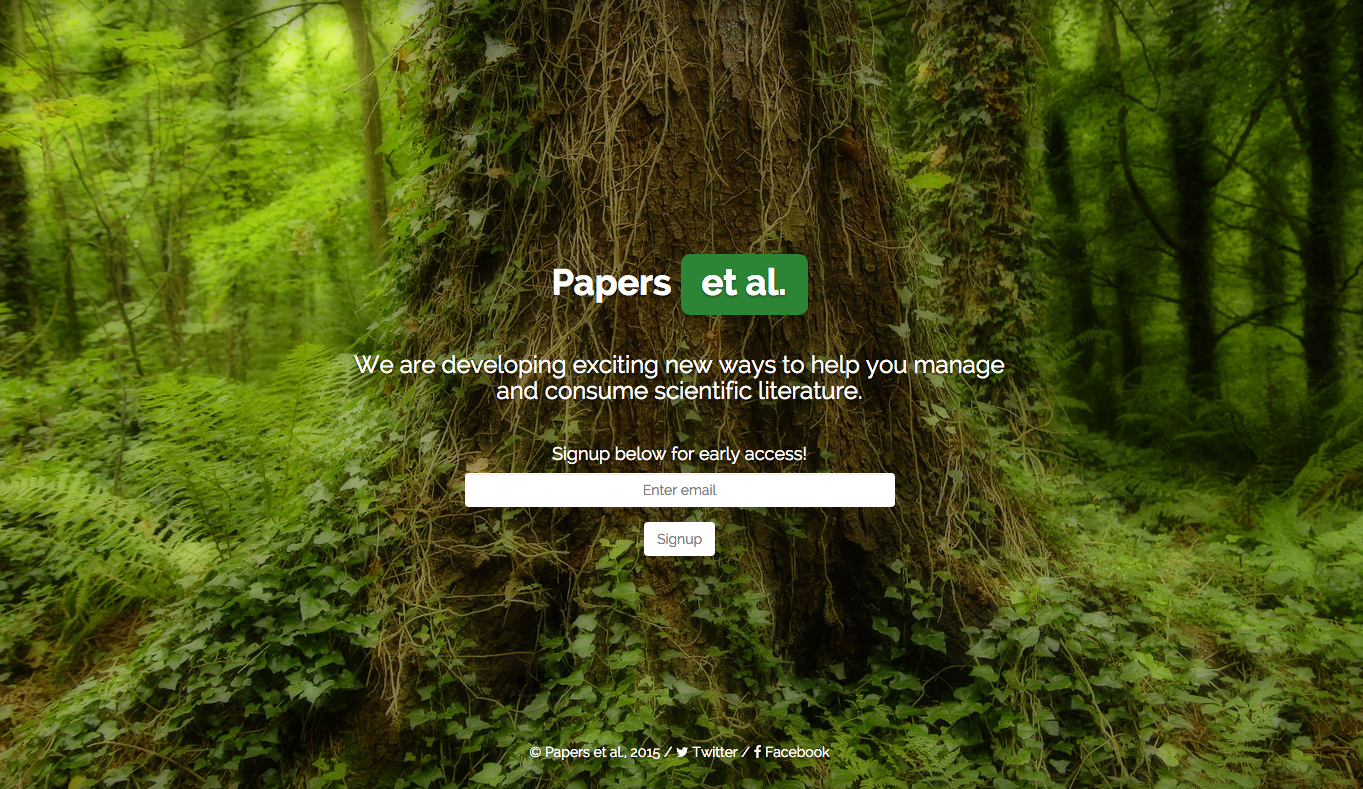 Papers et al.
We are developing exciting new ways to help you manage
and consume scientific literature.
Signup below for early access!
Enter email
Signup
© Papers et al., 2015 / Twitter / Facebook